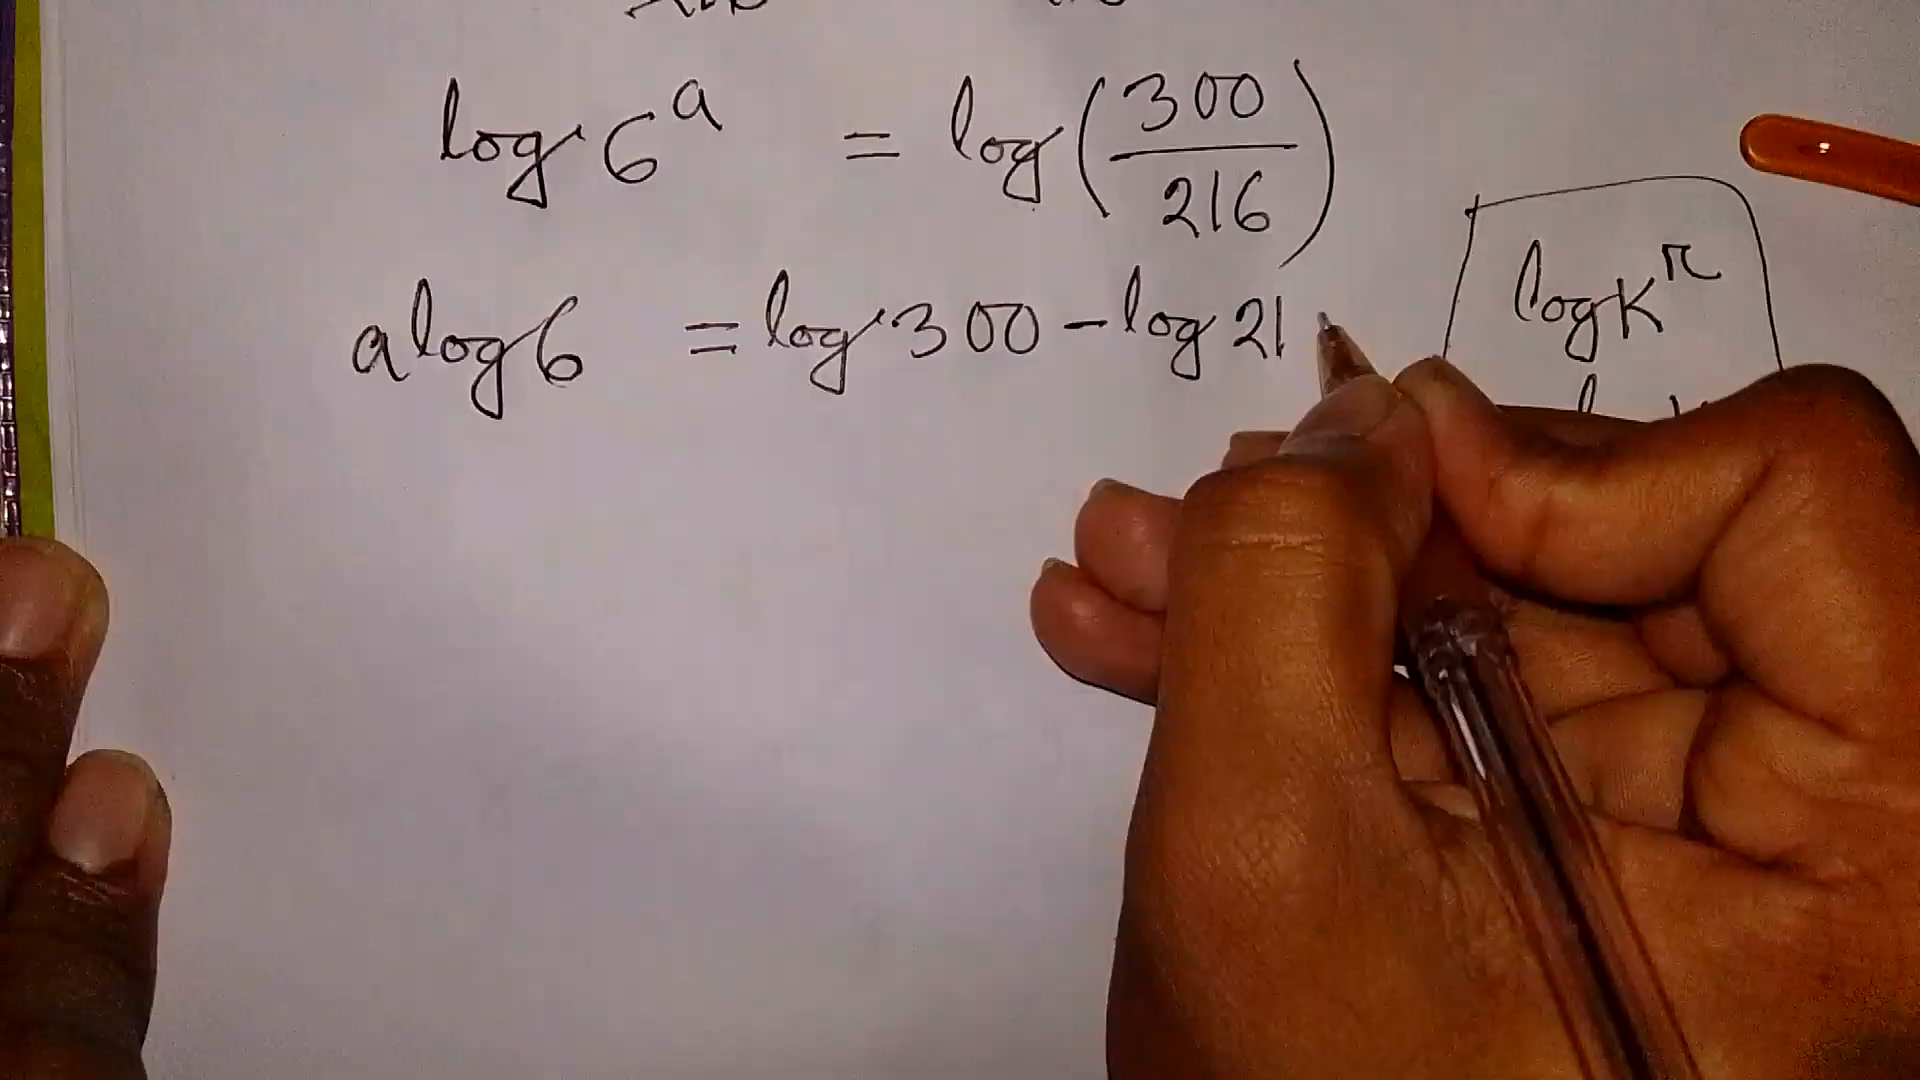 log 6^a = log(300/216)
a log 6 = log 300 - log 21
log K^r